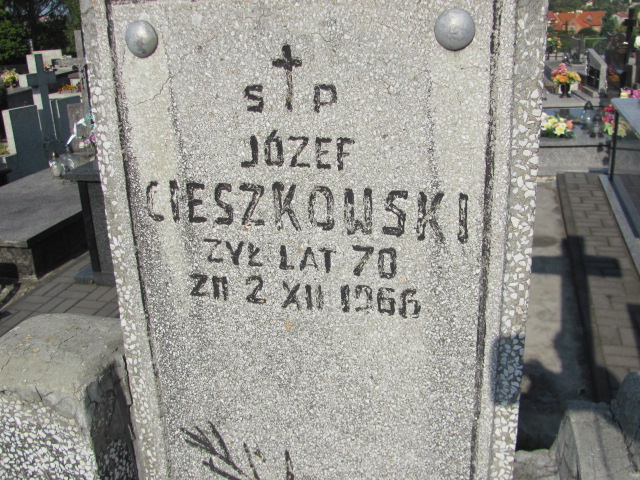 S P
JÓZEF
CIESZKOWSKI
ŻYŁ LAT 70
ZM 2 XII 1966